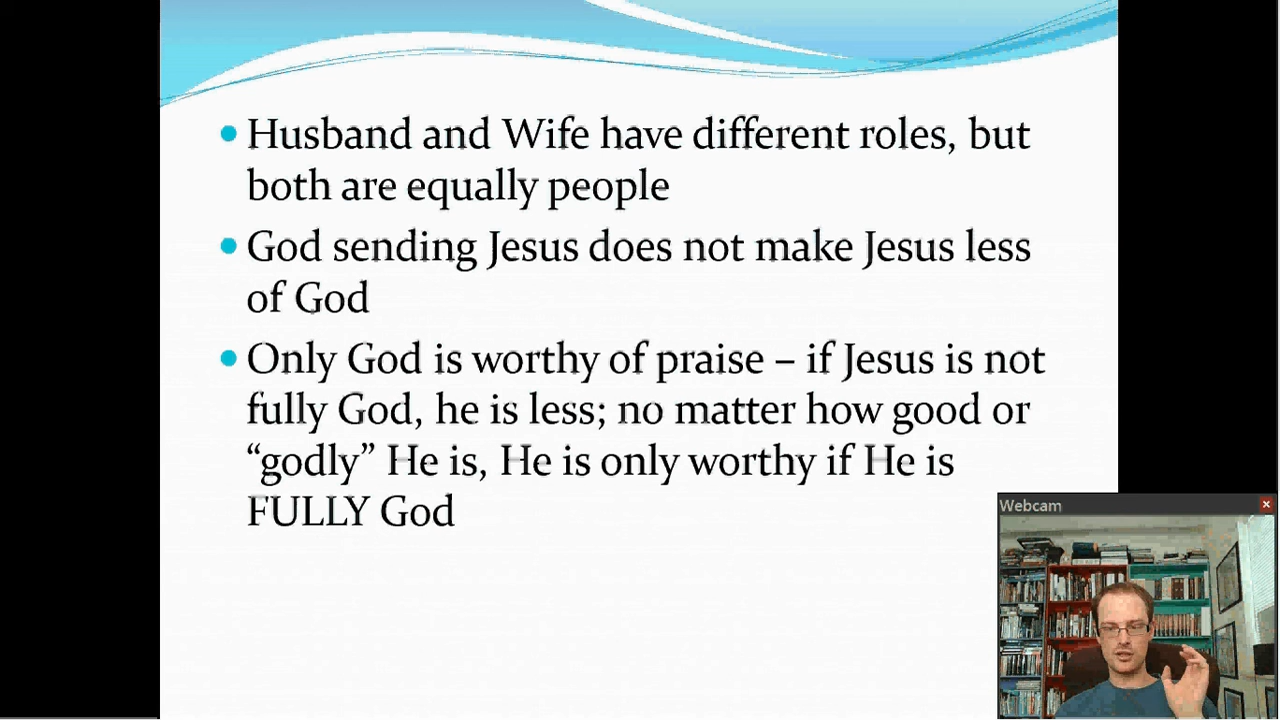 Husband and Wife have different roles, but
both are equally people
God sending Jesus does not make Jesus less
of God
Only God is worthy of praise – if Jesus is not
fully God, he is less; no matter how good or
“godly” He is, He is only worthy if He is
FULLY God
Webcam